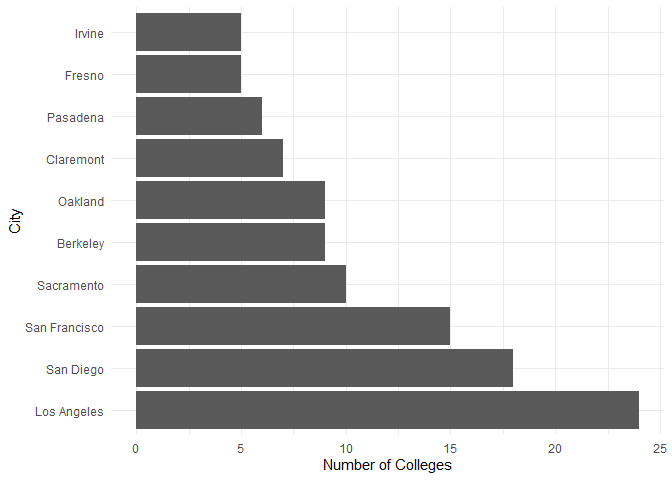 Irvine
Fresno
Pasadena
Claremont
Oakland
Berkeley
Sacramento
San Francisco
San Diego
Los Angeles
City
0 5 10 15 20 25
Number of Colleges